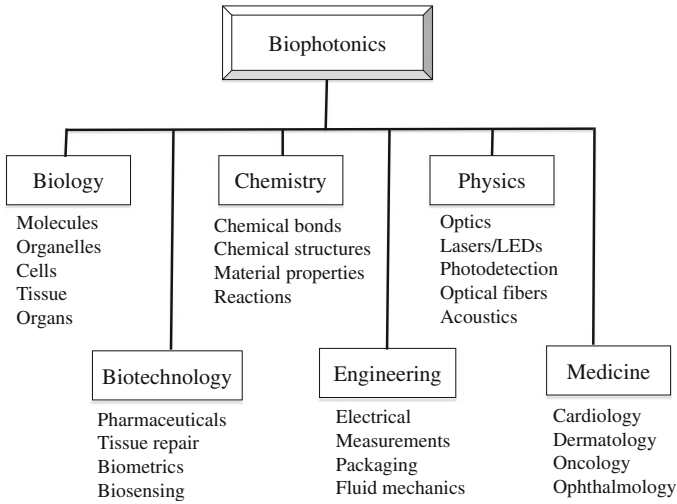 Biophotonics
Biology
Molecules
Organelles
Cells
Tissue
Organs
Chemistry
Chemical bonds
Chemical structures
Material properties
Reactions
Physics
Optics
Lasers/LEDs
Photodetection
Optical fibers
Acoustics
Biotechnology
Pharmaceuticals
Tissue repair
Biometrics
Biosensing
Engineering
Electrical
Measurements
Packaging
Fluid mechanics
Medicine
Cardiology
Dermatology
Oncology
Ophthalmology